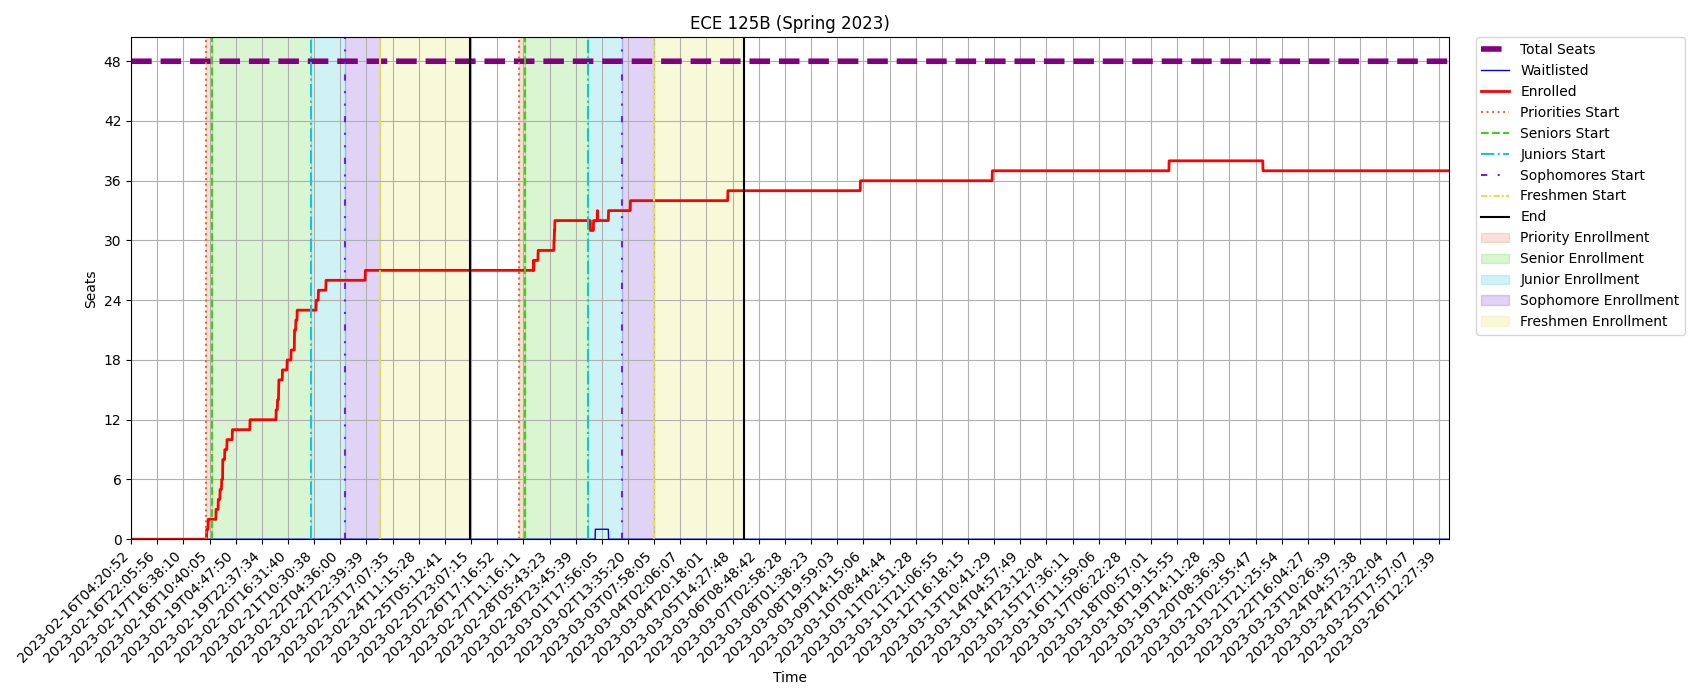 ECE 125B (Spring 2023)
48
42
36
30
24
18
12
6
0
Seats
2023-02-16T04:20:52
2023-02-16T22:05:56
2023-02-17T16:38:10
2023-02-18T10:40:05
2023-02-19T04:47:50
2023-02-19T22:37:34
2023-02-20T16:31:40
2023-02-21T10:30:38
2023-02-22T04:36:00
2023-02-22T22:39:39
2023-02-23T17:07:35
2023-02-24T11:15:28
2023-02-25T05:12:41
2023-02-25T23:07:15
2023-02-26T17:16:52
2023-02-27T11:16:11
2023-02-28T05:43:23
2023-02-28T23:45:39
2023-03-01T17:56:05
2023-03-02T13:35:20
2023-03-03T07:58:05
2023-03-04T02:06:07
2023-03-04T20:18:01
2023-03-05T14:27:48
2023-03-06T08:48:42
2023-03-07T02:58:28
2023-03-08T01:38:23
2023-03-08T19:59:03
2023-03-09T14:15:06
2023-03-10T08:44:44
2023-03-11T02:51:28
2023-03-11T21:06:55
2023-03-12T16:18:15
2023-03-13T10:41:29
2023-03-14T04:57:49
2023-03-14T23:12:04
2023-03-15T17:36:11
2023-03-16T11:59:06
2023-03-17T06:22:28
2023-03-18T00:57:01
2023-03-18T19:15:55
2023-03-19T14:11:28
2023-03-20T08:36:30
2023-03-21T02:55:47
2023-03-21T21:25:54
2023-03-22T16:04:27
2023-03-23T10:26:39
2023-03-24T04:57:38
2023-03-24T23:22:04
2023-03-25T17:57:07
2023-03-26T12:27:39
Time
Total Seats
Waitlisted
Enrolled
Priorities Start
Seniors Start
Juniors Start
Sophomores Start
Freshmen Start
End
Priority Enrollment
Senior Enrollment
Junior Enrollment
Sophomore Enrollment
Freshmen Enrollment